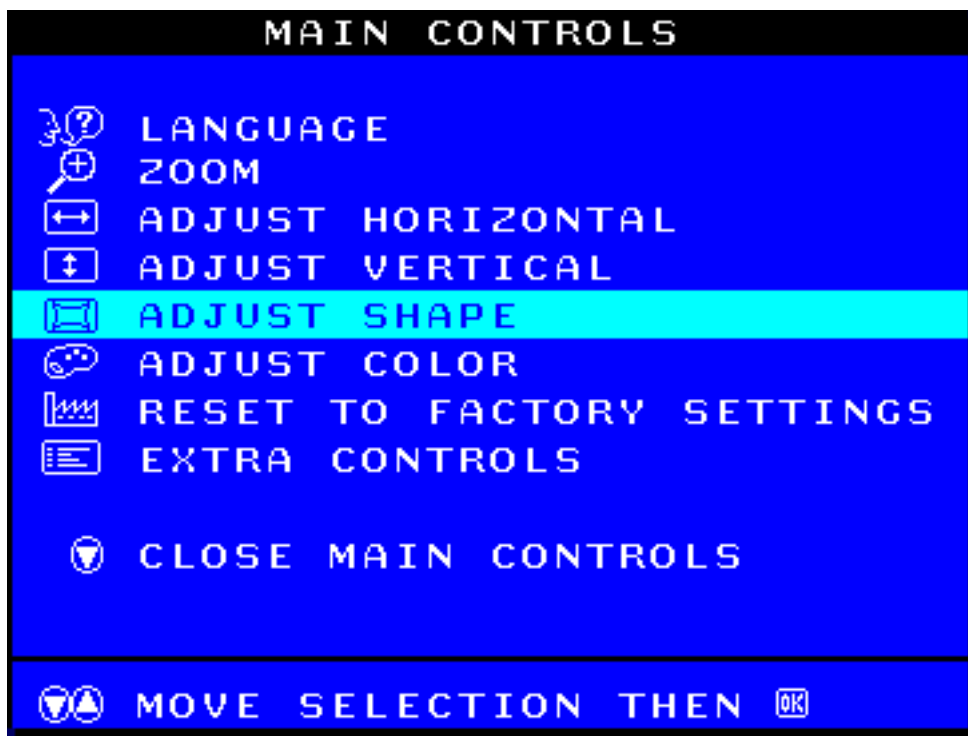 MAIN CONTROLS
? LANGUAGE
ZOOM
ADJUST HORIZONTAL
ADJUST VERTICAL
ADJUST SHAPE
ADJUST COLOR
RESET TO FACTORY SETTINGS
EXTRA CONTROLS
CLOSE MAIN CONTROLS
MOVE SELECTION THEN OK